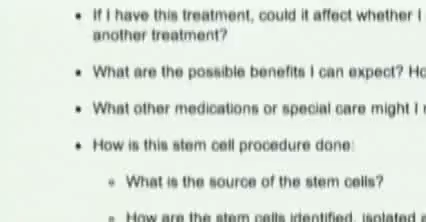 • If I have this treatment, could it affect whether I
another treatment?
• What are the possible benefits I can expect? Ho
• What other medications or special care might I
• How is this stem cell procedure done:
What is the source of the stem cells?
How are the stem cells identified, isolated